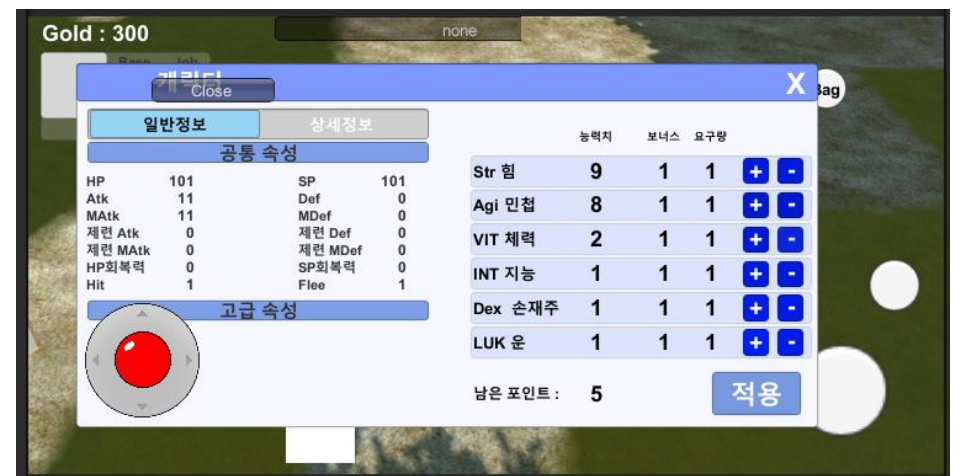 Gold : 300
none
Base Job
캐릭터
Close
X
Bag
일반정보 상세정보
공통 속성
HP 101 SP 101
Atk 11 Def 0
MAtk 11 MDef 0
제련 Atk 0 제련 Def 0
제련 MAtk 0 제련 MDef 0
HP회복력 0 SP회복력 0
Hit 1 Flee 1
고급 속성
능력치 보너스 요구량
Str 힘 9 1 1 + -
Agi 민첩 8 1 1 + -
VIT 체력 2 1 1 + -
INT 지능 1 1 1 + -
Dex 손재주 1 1 1 + -
LUK 운 1 1 1 + -
남은 포인트 : 5
적용